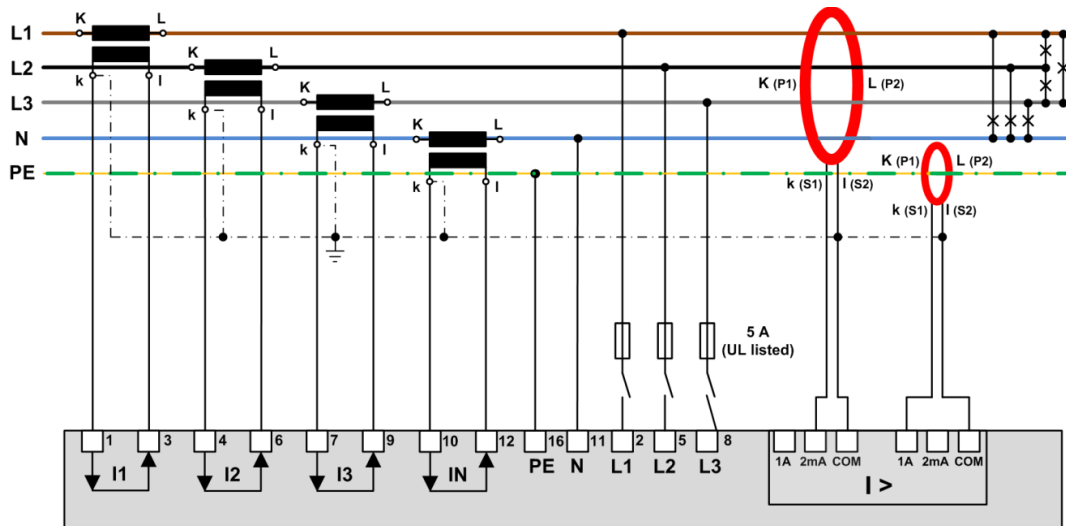 K L
L1
K L
L2
k l
K (P1) L (P2)
K L
L3
k l
K L
N
k l
K (P1) L (P2)
PE
k l
k (S1) l (S2)
k (S1) l (S2)
5 A
(UL listed)
1 3 4 6 7 9 10 12 16 11 2 5 8
I1 I2 I3 IN PE N L1 L2 L3
1A 2mA COM 1A 2mA COM
I >